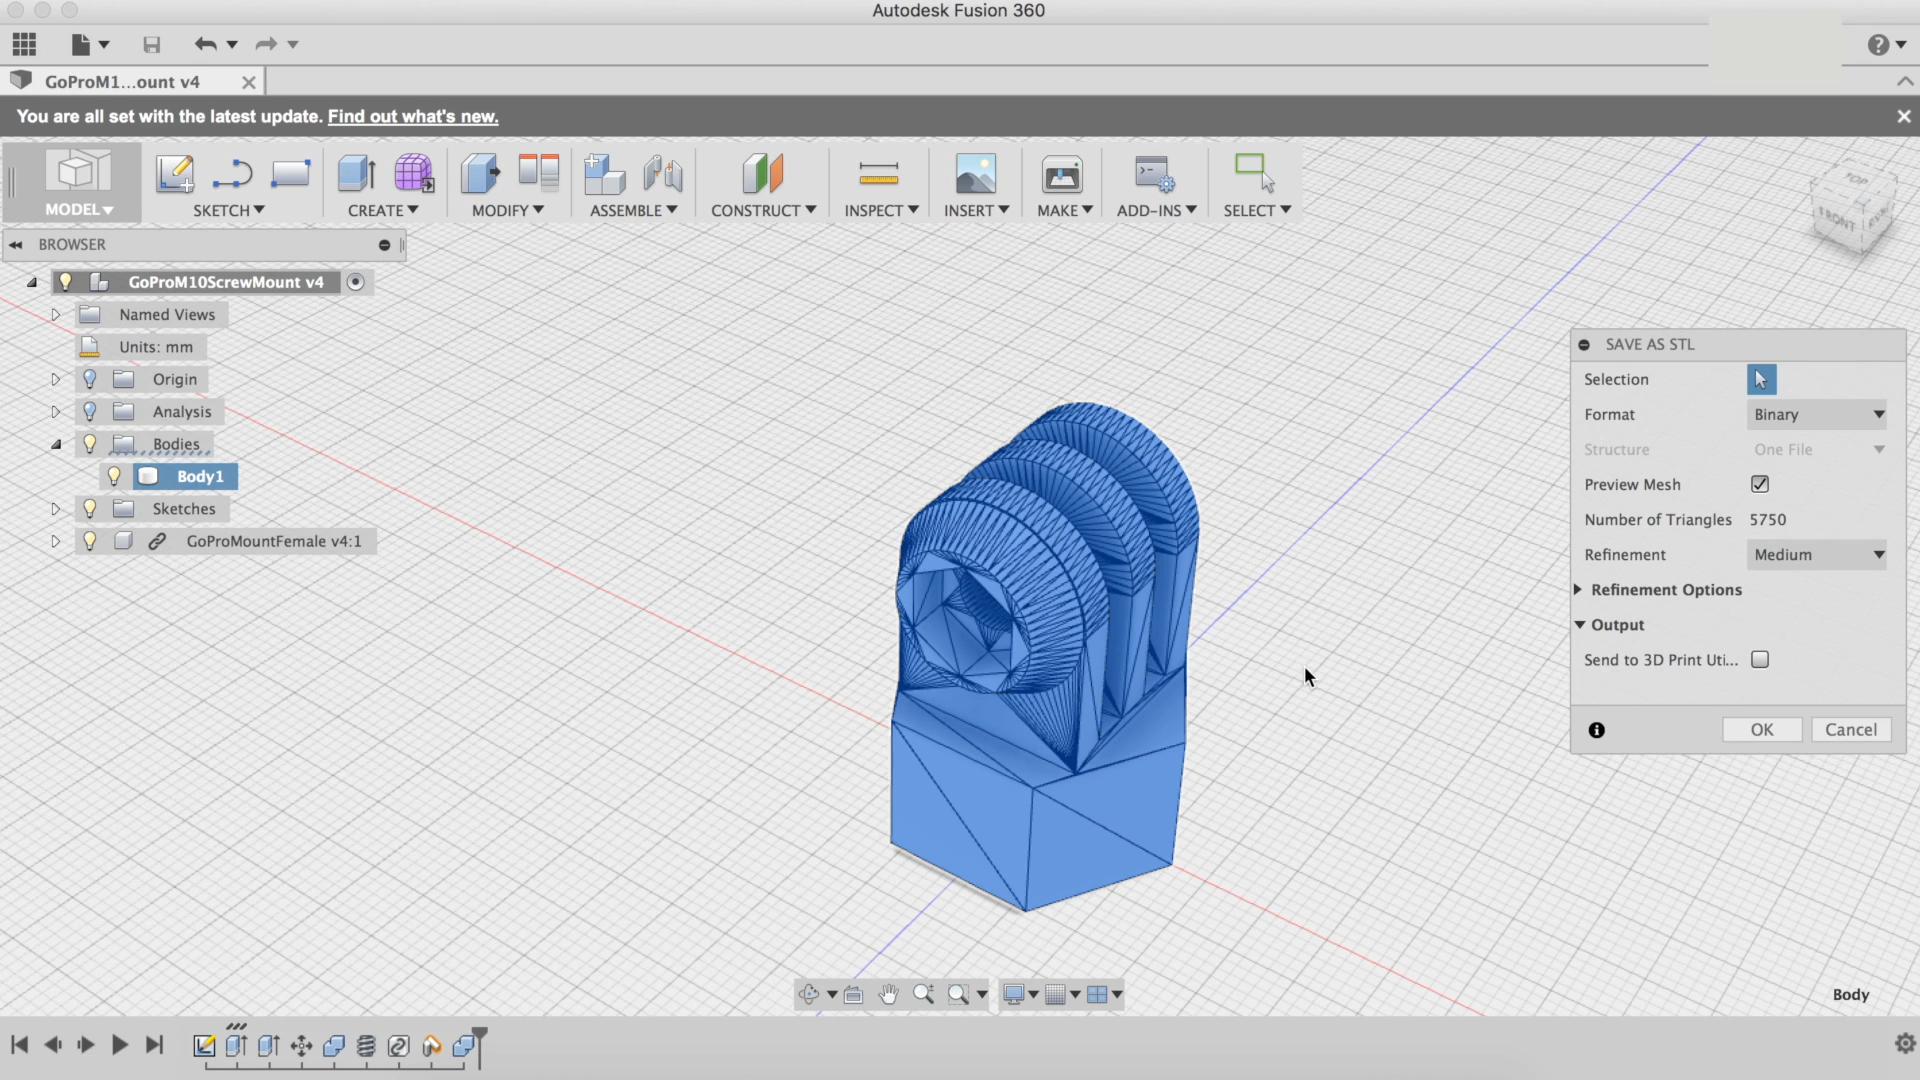 Autodesk Fusion 360
GoProM1...ount v4
You are all set with the latest update. Find out what's new.
MODEL SKETCH CREATE MODIFY ASSEMBLE CONSTRUCT INSPECT INSERT MAKE ADD-INS SELECT
TOP
FRONT
BROWSER
GoProM10ScrewMount v4
Named Views
Units: mm
Origin
Analysis
Bodies
Body1
Sketches
GoProMountFemale v4:1
SAVE AS STL
Selection
Format Binary
Structure One File
Preview Mesh
Number of Triangles 5750
Refinement Medium
Refinement Options
Output
Send to 3D Print Uti...
OK Cancel
Body